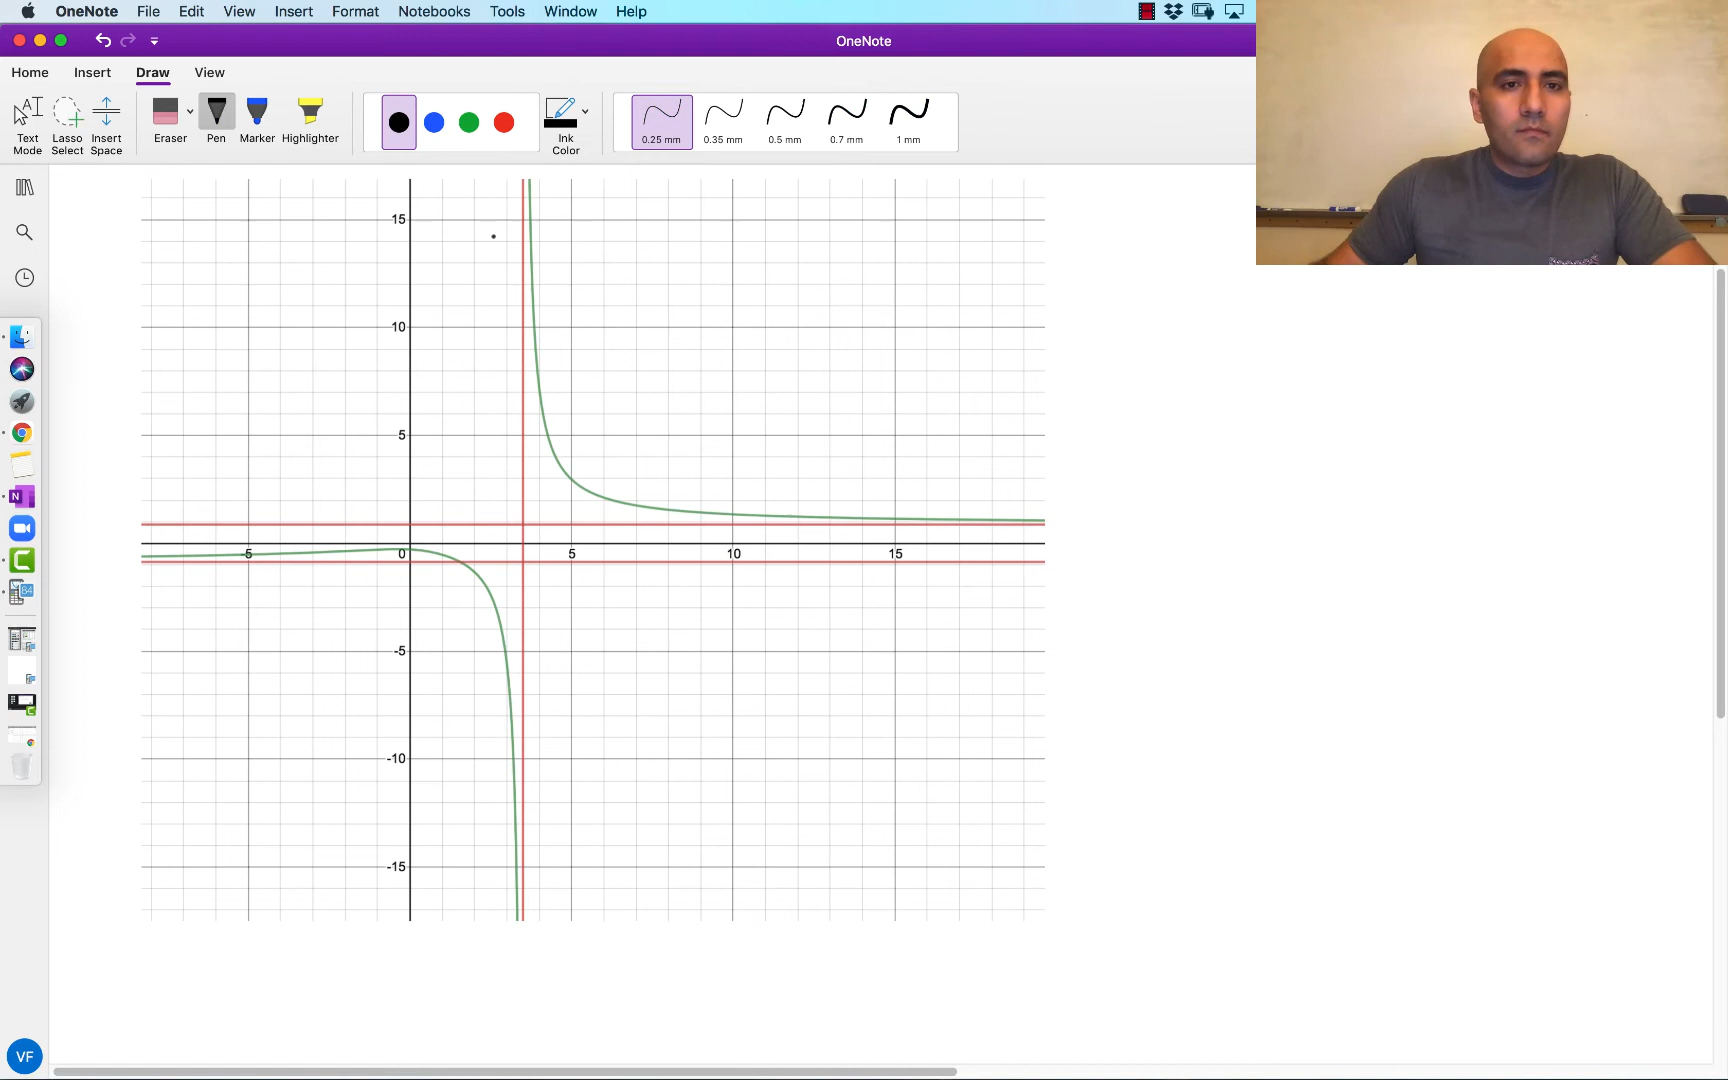 OneNote File Edit View Insert Format Notebooks Tools Window Help
OneNote
Home Insert Draw View
Text Mode
Lasso Select
Insert Space
Eraser
Pen
Marker
Highlighter
Ink Color
0.25 mm
0.35 mm
0.5 mm
0.7 mm
1 mm
15
10
5
-5 0 5 10 15
-5
-10
-15
N
84
VF